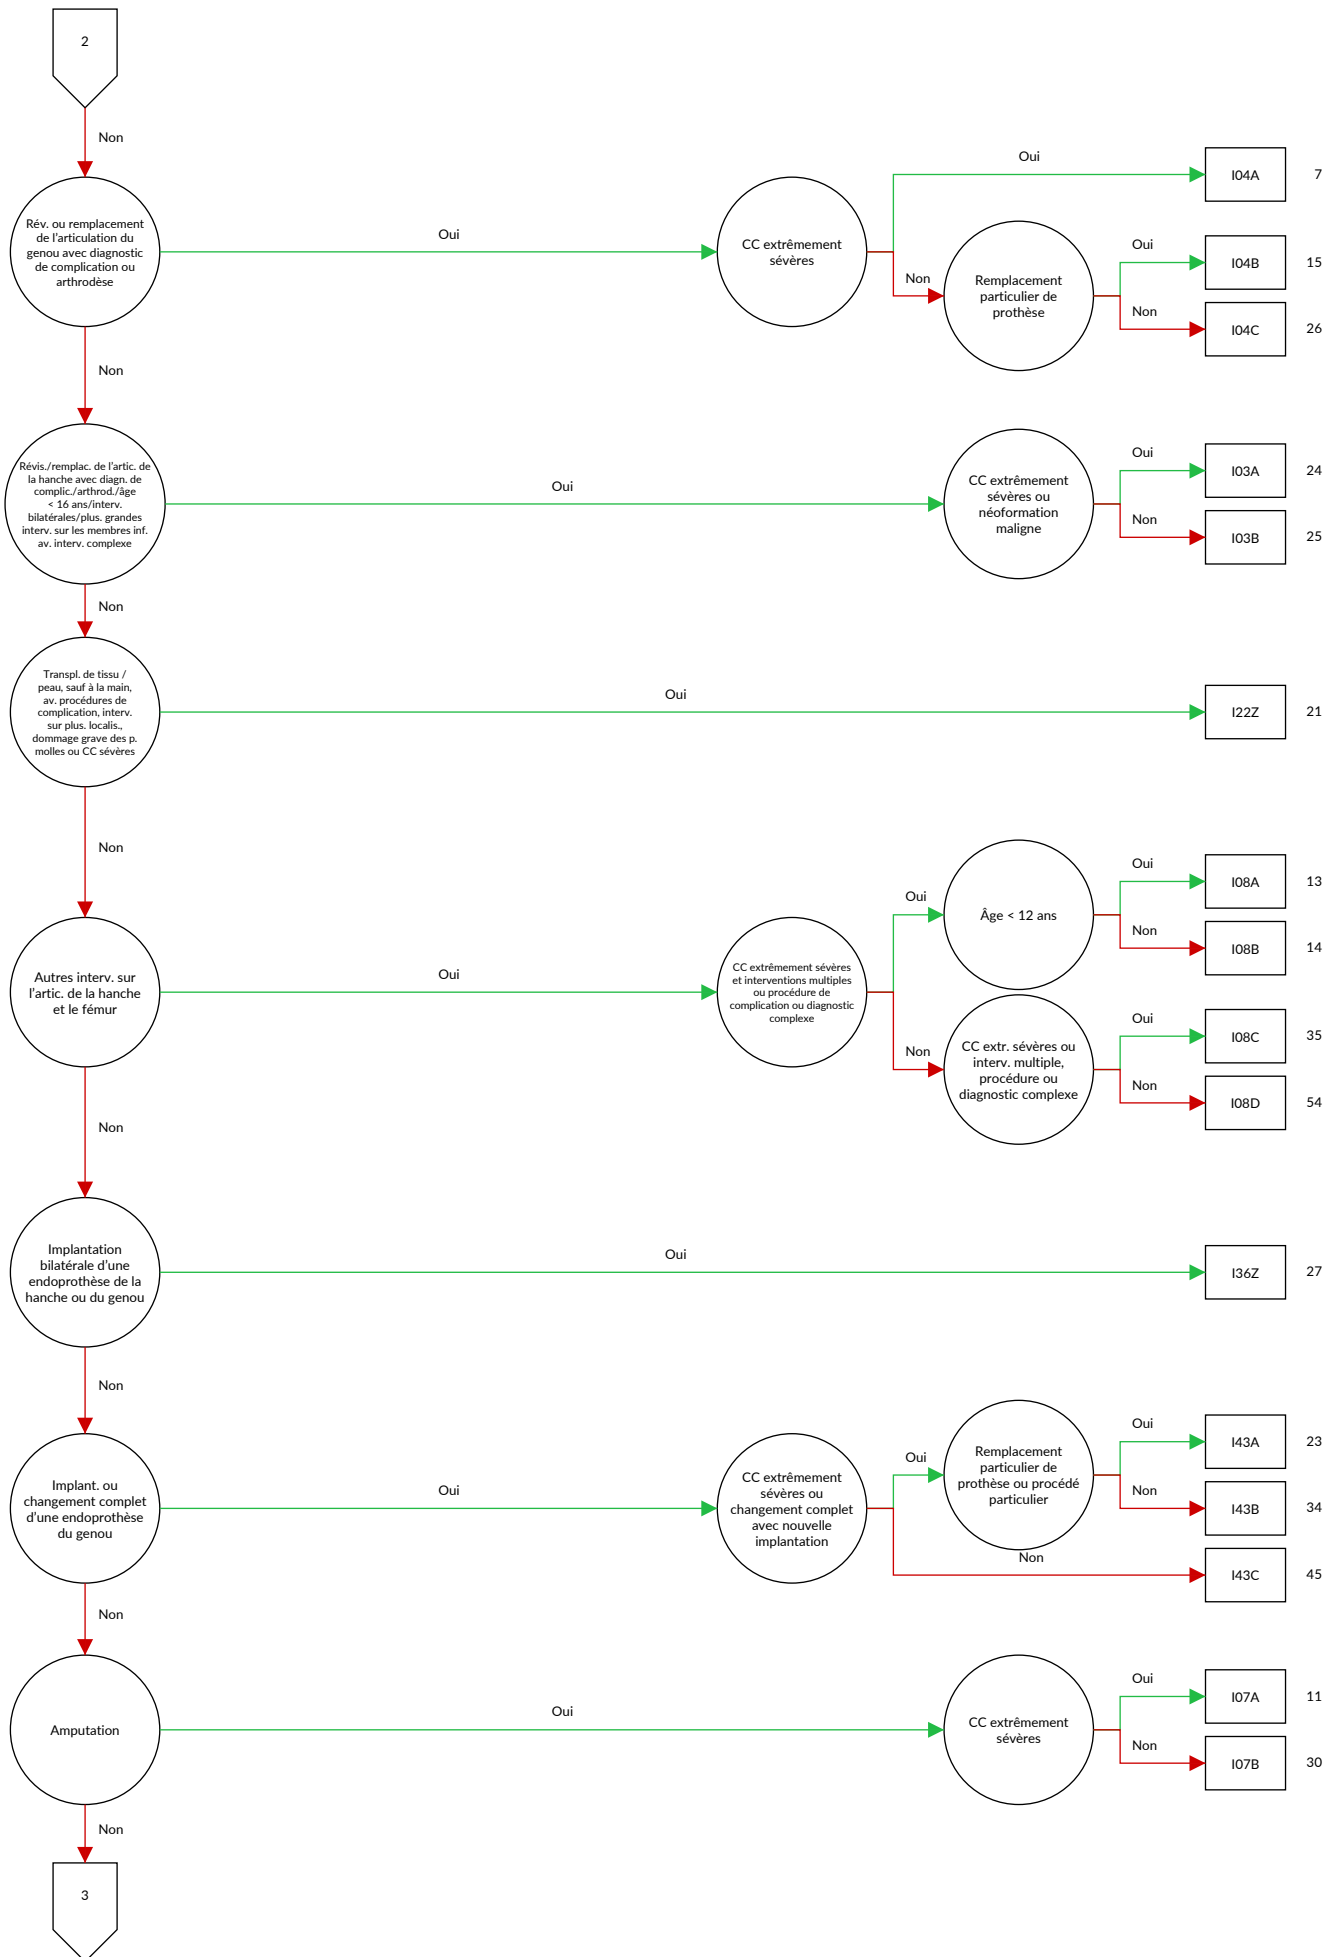 2
Non
Rév. ou remplacement
de l'articulation du
genou avec diagnostic
de complication ou
arthrodèse
Oui
CC extrêmement
sévères
Oui
I04A
7
Non
Remplacement
particulier de
prothèse
Oui
I04B
15
Non
I04C
26
Non
Révis./remplac. de l'artic. de
la hanche avec diagn. de
complic./arthrod./âge
< 16 ans/interv.
bilatérales/plus. grandes
interv. sur les membres inf.
av. interv. complexe
Oui
CC extrêmement
sévères ou
néoformation
maligne
Oui
I03A
24
Non
I03B
25
Non
Transpl. de tissu /
peau, sauf à la main,
av. procédures de
complication, interv.
sur plus. localis.,
dommage grave des p.
molles ou CC sévères
Oui
I22Z
21
Non
Autres interv. sur
l'artic. de la hanche
et le fémur
Oui
CC extrêmement sévères
et interventions multiples
ou procédure de
complication ou diagnostic
complexe
Oui
Âge < 12 ans
Oui
I08A
13
Non
I08B
14
Non
CC extr. sévères ou
interv. multiple,
procédure ou
diagnostic complexe
Oui
I08C
35
Non
I08D
54
Non
Implantation
bilatérale d'une
endoprothèse de la
hanche ou du genou
Oui
I36Z
27
Non
Implant. ou
changement complet
d'une endoprothèse
du genou
Oui
CC extrêmement
sévères ou
changement complet
avec nouvelle
implantation
Oui
Remplacement
particulier de
prothèse ou procédé
particulier
Oui
I43A
23
Non
I43B
34
Non
I43C
45
Non
Amputation
Oui
CC extrêmement
sévères
Oui
I07A
11
Non
I07B
30
Non
3